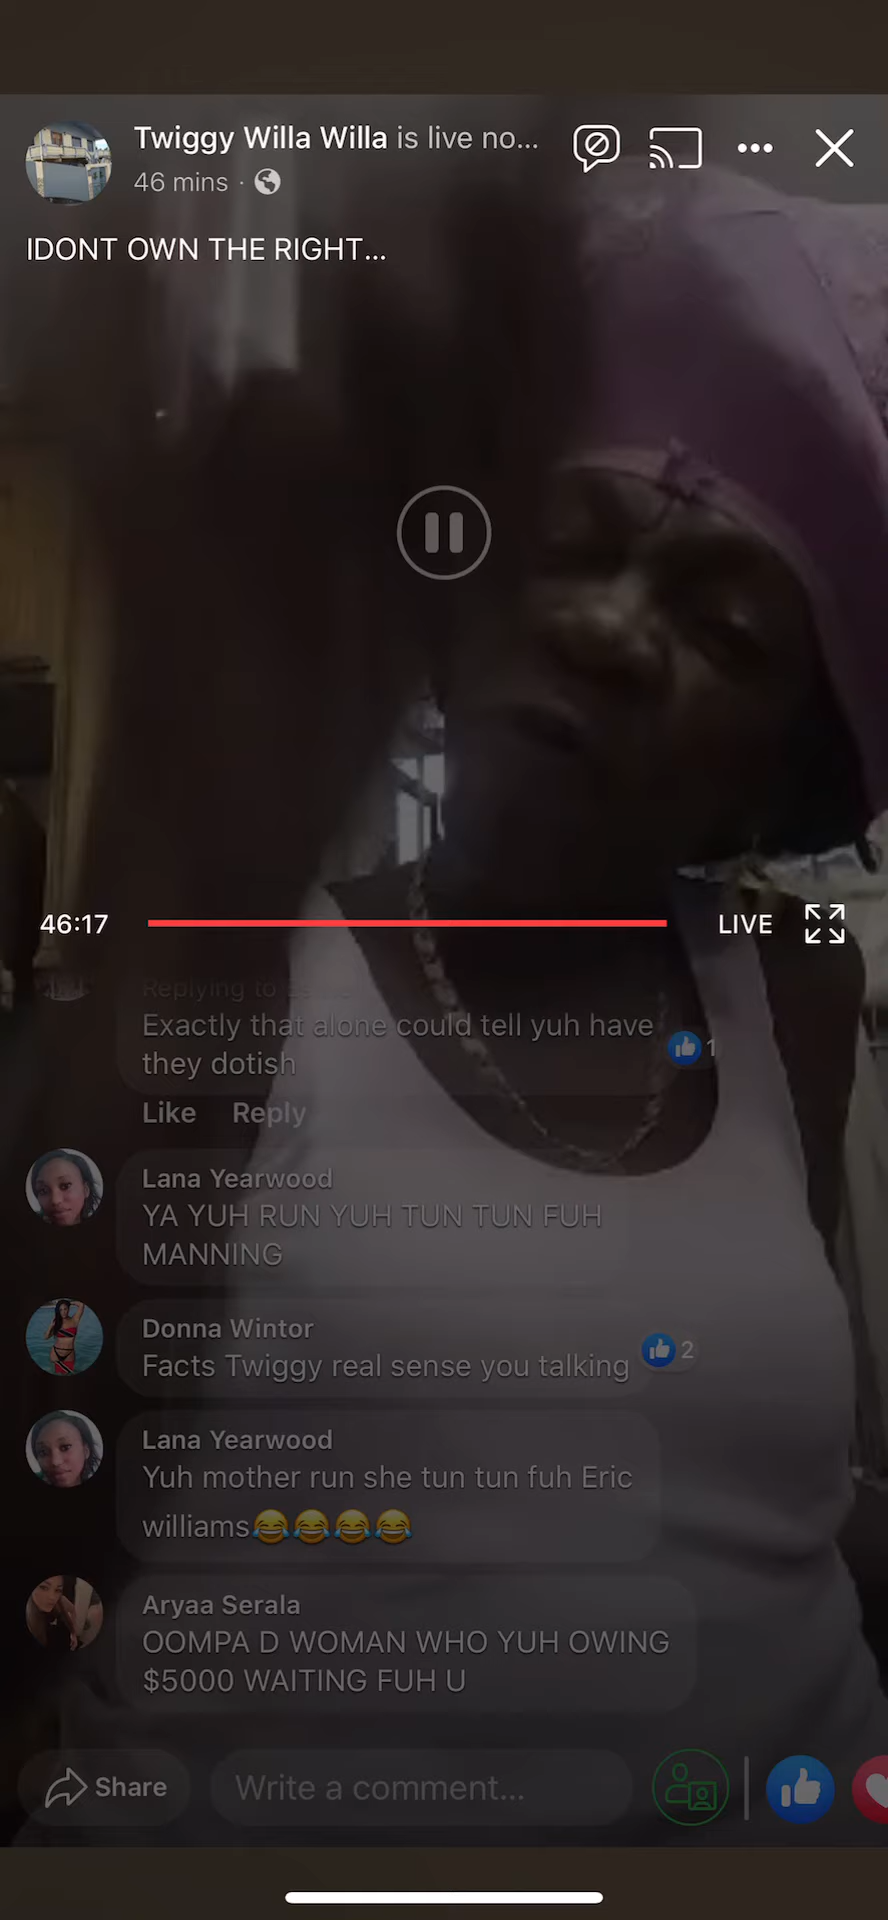 Twiggy Willa Willa is live no...
46 mins ·
IDONT OWN THE RIGHT...
46:17
LIVE
Replying to
Exactly that alone could tell yuh have
they dotish
1
Like Reply
Lana Yearwood
YA YUH RUN YUH TUN TUN FUH
MANNING
Donna Wintor
Facts Twiggy real sense you talking
2
Lana Yearwood
Yuh mother run she tun tun fuh Eric
williams😂😂😂😂
Aryaa Serala
OOMPA D WOMAN WHO YUH OWING
$5000 WAITING FUH U
Share
Write a comment...